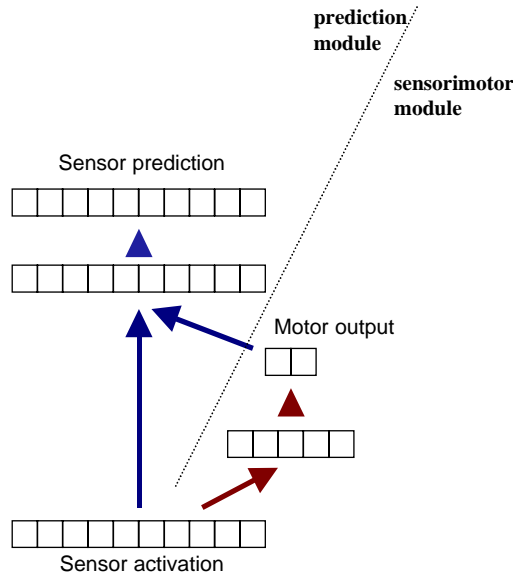 prediction
module
sensorimotor
module
Sensor prediction
Motor output
Sensor activation